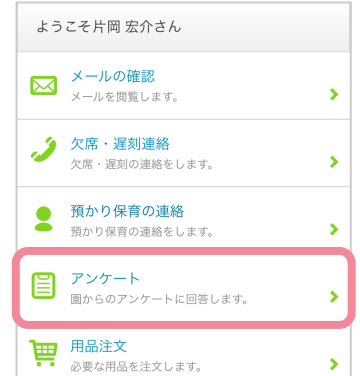 ようこそ片岡 宏介さん
メールの確認
メールを閲覧します。
欠席・遅刻連絡
欠席・遅刻の連絡をします。
預かり保育の連絡
預かり保育の連絡をします。
アンケート
園からのアンケートに回答します。
用品注文
必要な用品を注文します。